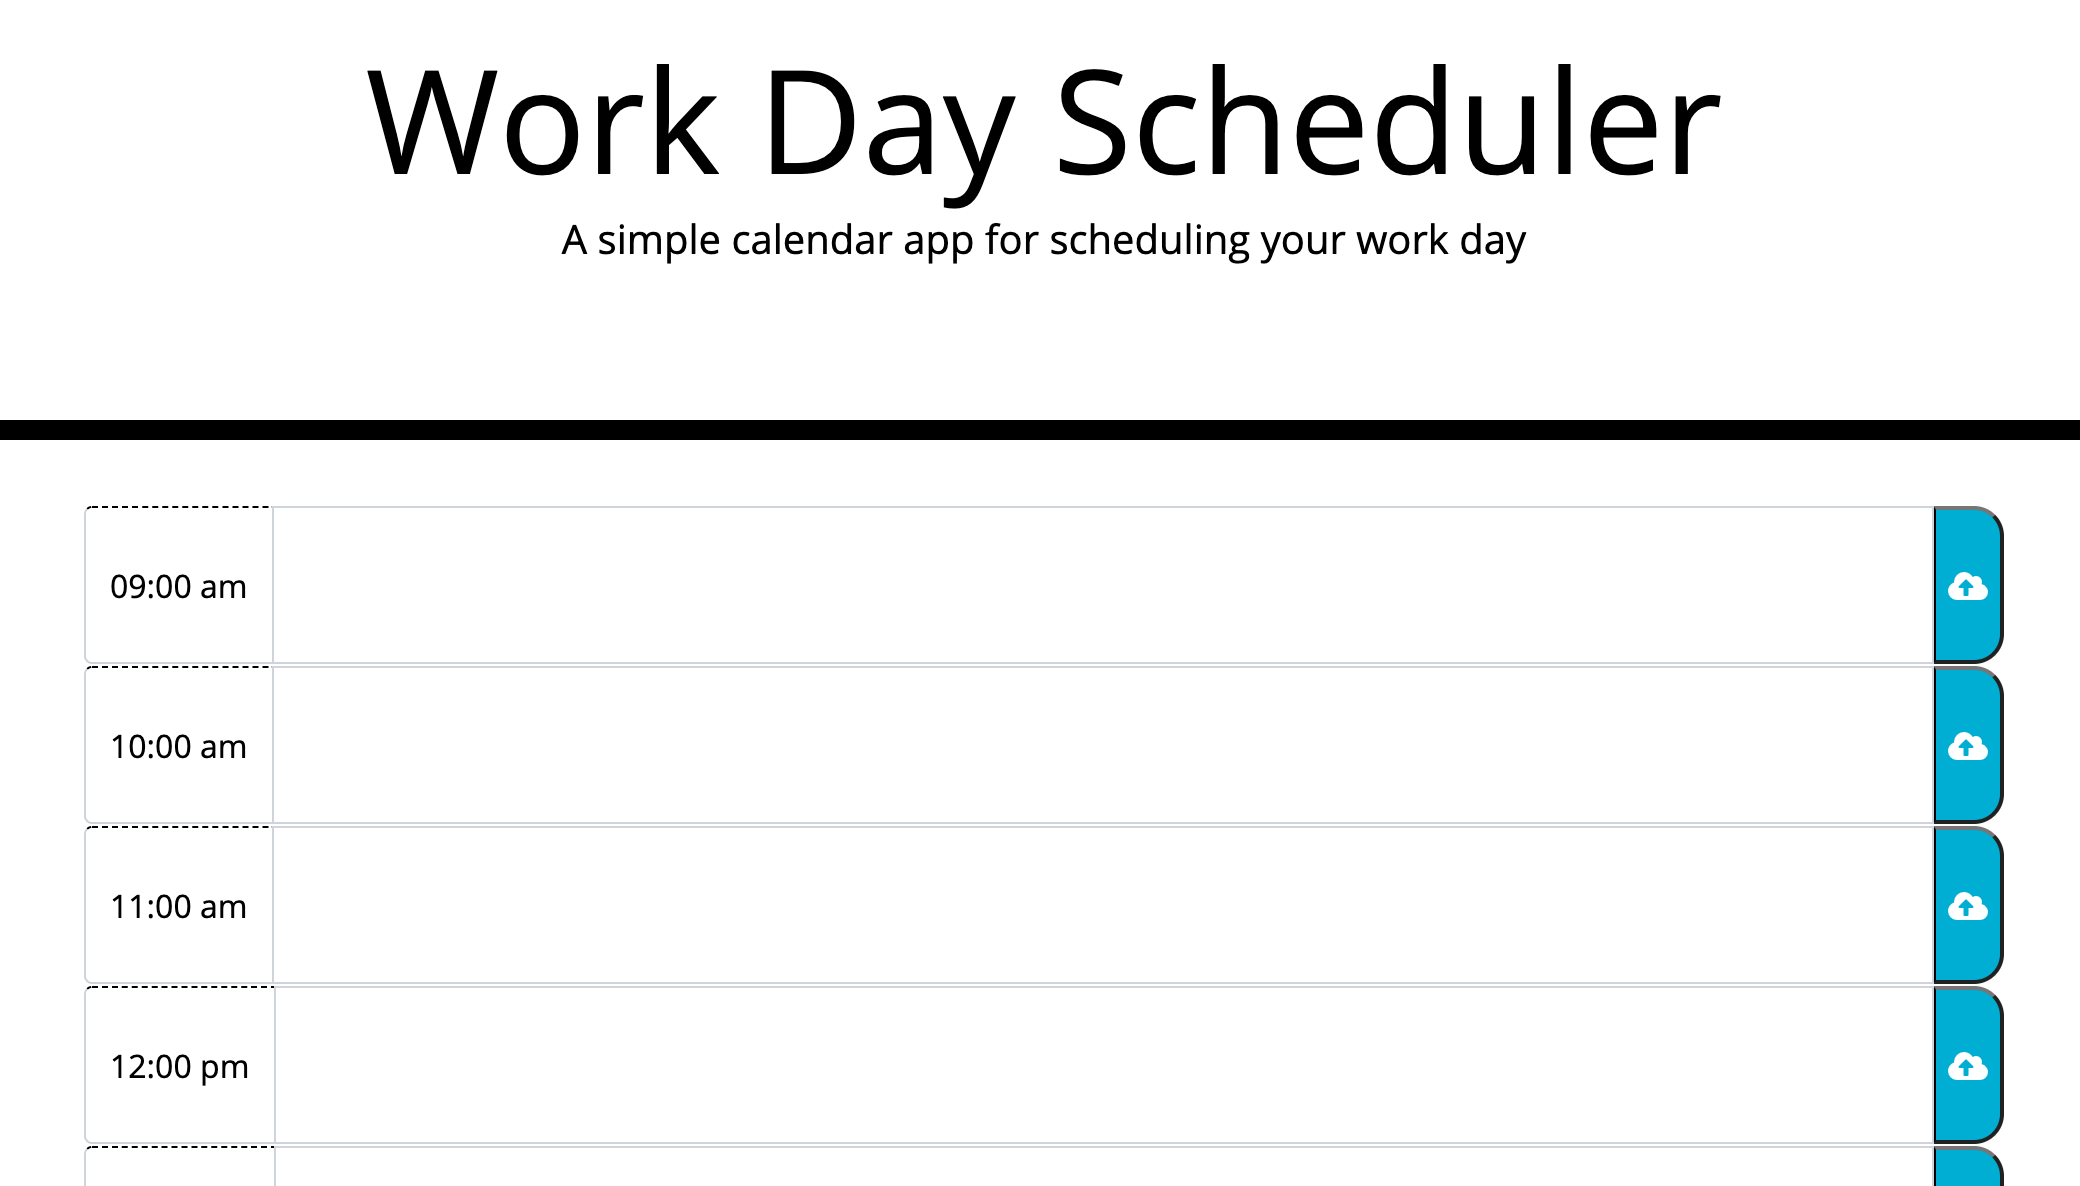 Work Day Scheduler
A simple calendar app for scheduling your work day
09:00 am
10:00 am
11:00 am
12:00 pm